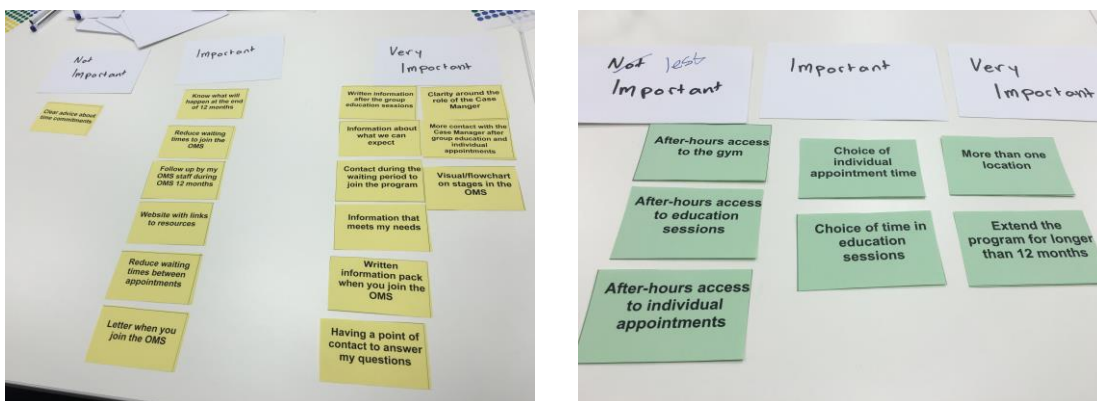 Not
Important
Important
Very
Important
Clear advice about
time commitments
Know what will
happen at the end
of 12 months
Reduce waiting
times to join the
OMS
Follow up by my
OMS staff during
OMS 12 months
Website with links
to resources
Reduce waiting
times between
appointments
Letter when you
join the OMS
Written information
after the group
education sessions
Information about
what we can
expect
Contact during the
waiting period to
join the program
Information that
meets my needs
Written
information pack
when you join the
OMS
Having a point of
contact to answer
my questions
Clarity around the
role of the Case
Manger
More contact with the
Case Manager after
group education and
individual
appointments
Visual/flowchart
on stages in the
OMS
Not lest
Important
Important
Very
Important
After-hours access
to the gym
After-hours access
to education
sessions
After-hours access
to individual
appointments
Choice of
individual
appointment time
Choice of time in
education
sessions
More than one
location
Extend the
program for longer
than 12 months